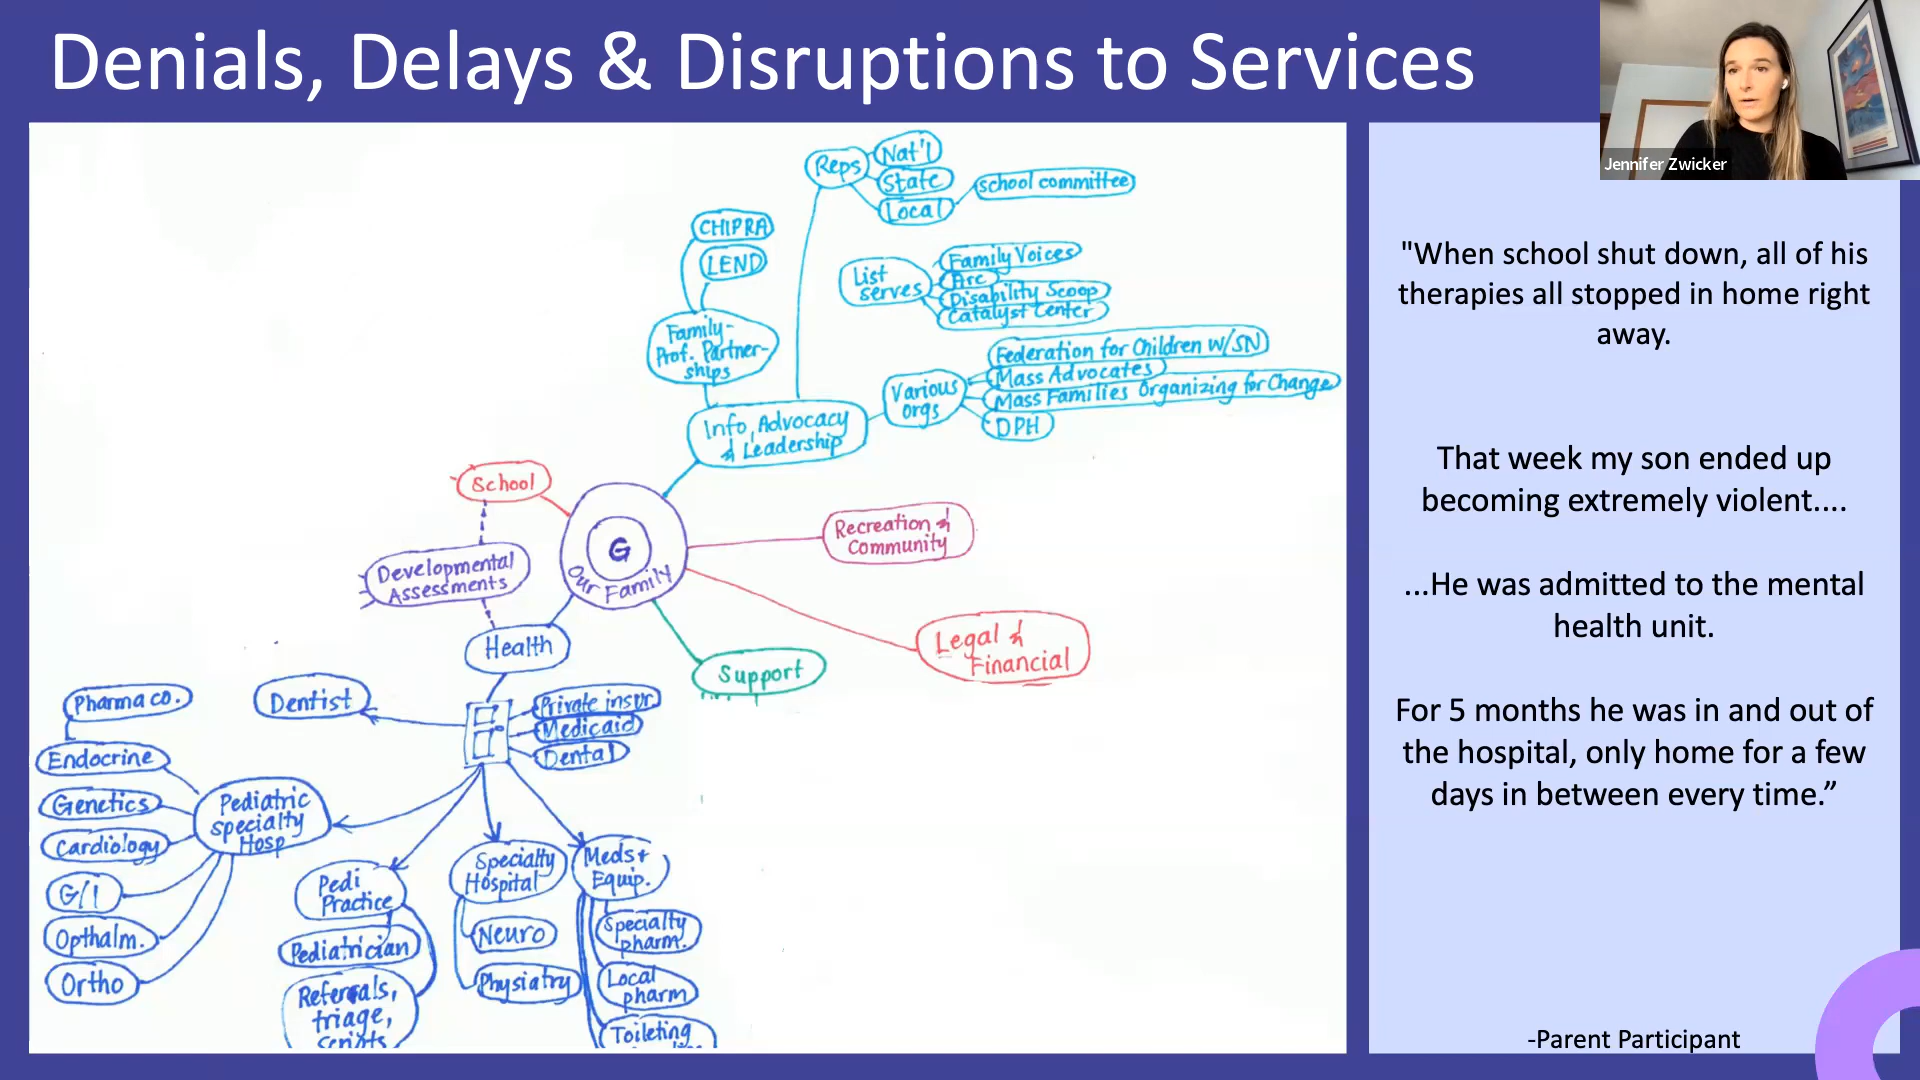 Denials, Delays & Disruptions to Services
Jennifer Zwicker
Reps
Nat'l
State
Local
school committee
CHIPRA
LEND
Family-
Prof. Partner-
ships
List
serves
Family Voices
Arc
Disability Scoop
Catalyst Center
Various
orgs
Federation for Children w/SN
Mass Advocates
Mass Families Organizing for Change
DPH
Info, Advocacy
& Leadership
School
Developmental
Assessments
G
Our Family
Recreation &
Community
Legal &
Financial
Support
Health
Private insur.
Medicaid
Dental
Dentist
Pharma co.
Endocrine
Genetics
Cardiology
G/I
Opthalm.
Ortho
Pediatric
Specialty
Hosp
Pedi
Practice
Pediatrician
Referrals,
triage,
scripts
Specialty
Hospital
Neuro
Physiatry
Meds+
Equip.
Specialty
pharm.
Local
pharm
Toileting
"When school shut down, all of his
therapies all stopped in home right
away.
That week my son ended up
becoming extremely violent....
...He was admitted to the mental
health unit.
For 5 months he was in and out of
the hospital, only home for a few
days in between every time.”
-Parent Participant